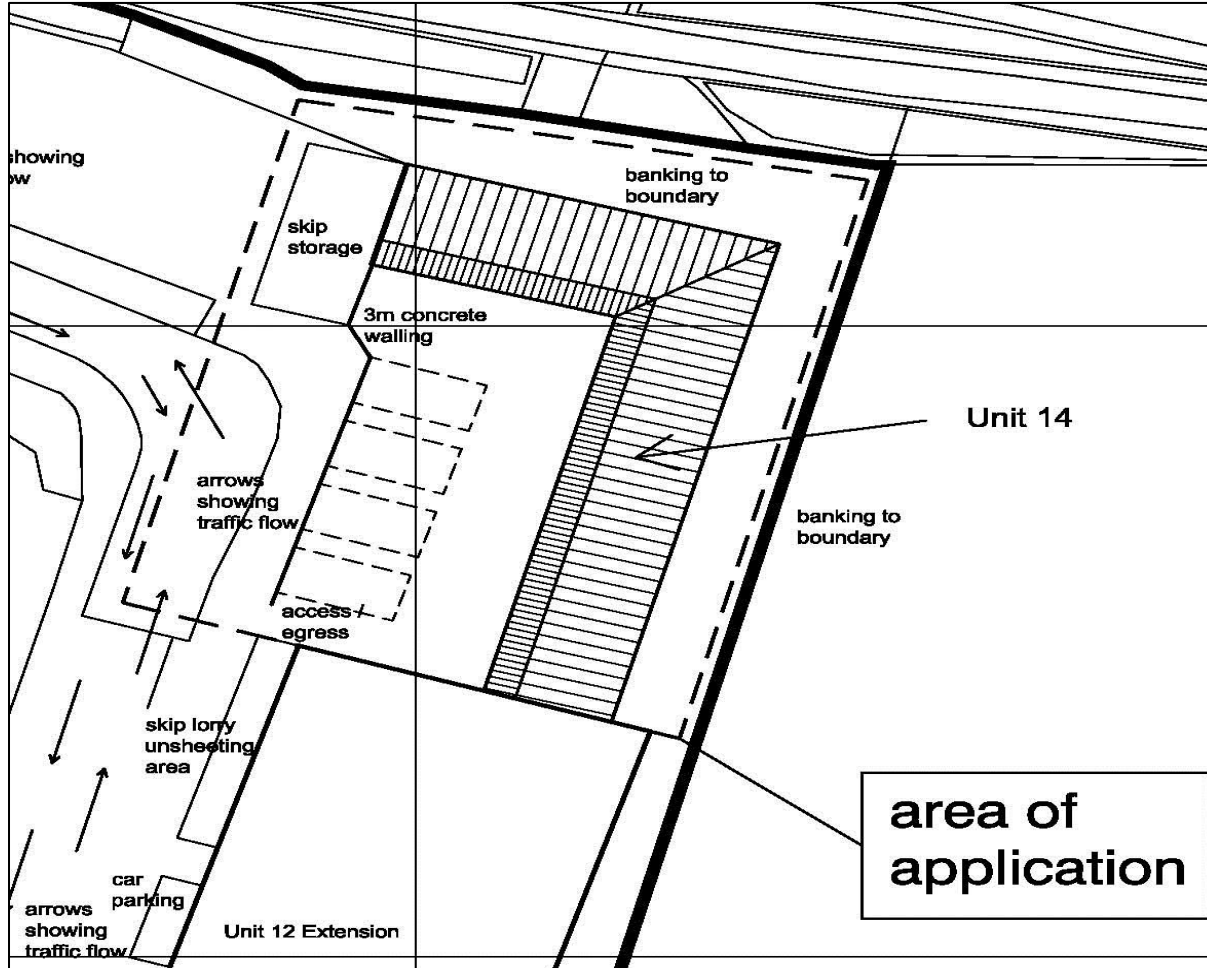 showing
banking to
boundary
skip
storage
3m concrete
walling
Unit 14
arrows
showing
traffic flow
banking to
boundary
access /
egress
skip lorry
unsheeting
area
area of
application
car
parking
arrows
showing
traffic flow
Unit 12 Extension